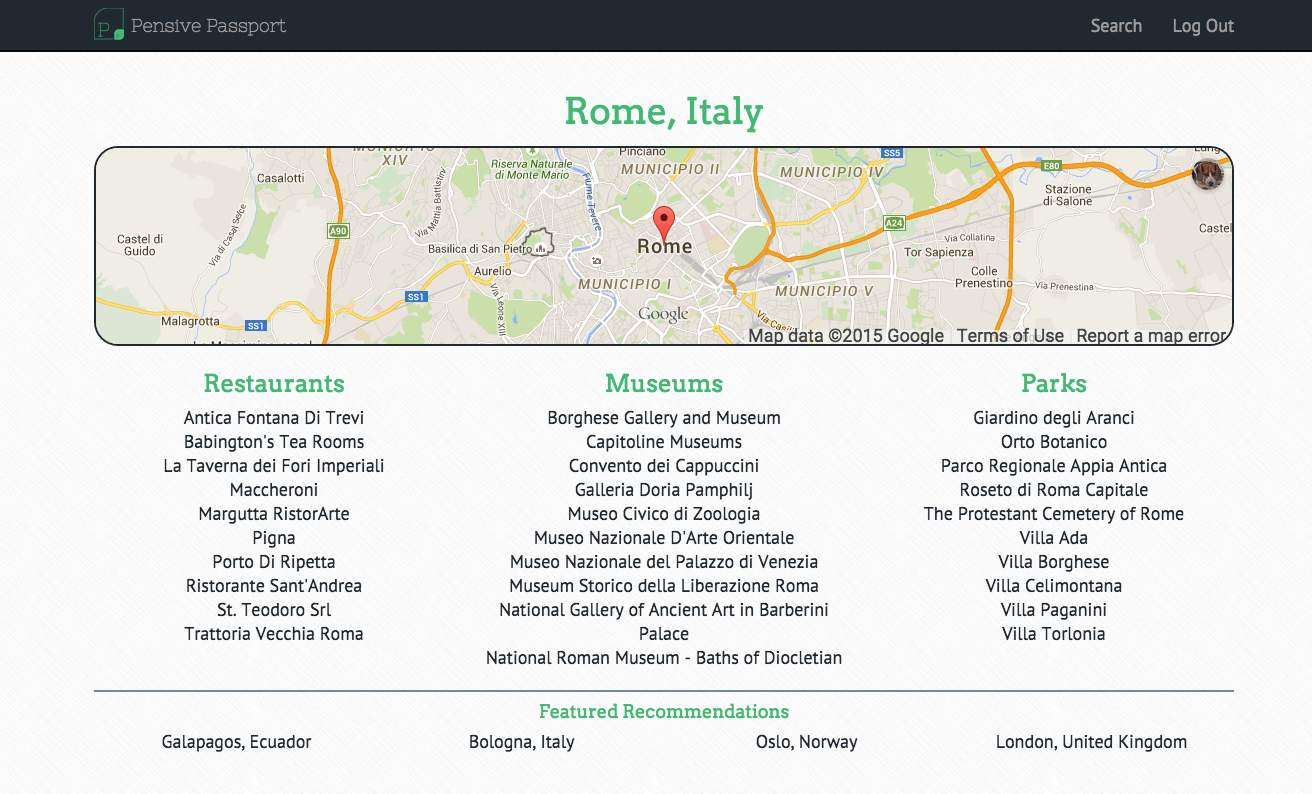 P Pensive Passport
Search
Log Out
Rome, Italy
MUNICIPIO
XIV
Casalotti
Riserva Naturale
di Monte Mario
Pinciano
MUNICIPIO II
MUNICIPIO IV
SS5
E80
Stazione
di Salone
Via Mattia Battistini
Fiume Tevere
Via di Casal Selce
A90
A24
Castel di
Guido
Basilica di San Pietro
Rome
Via Collatina
Tor Sapienza
Castel
Aurelio
Colle
Prenestino
MUNICIPIO I
MUNICIPIO V
Via Prenestina
SS1
Via Leone XIII
Malagrotta
SS1
Google
Map data ©2015 Google
Terms of Use
Report a map error
Restaurants
Antica Fontana Di Trevi
Babington's Tea Rooms
La Taverna dei Fori Imperiali
Maccheroni
Margutta RistorArte
Pigna
Porto Di Ripetta
Ristorante Sant'Andrea
St. Teodoro Srl
Trattoria Vecchia Roma
Museums
Borghese Gallery and Museum
Capitoline Museums
Convento dei Cappuccini
Galleria Doria Pamphilj
Museo Civico di Zoologia
Museo Nazionale D'Arte Orientale
Museo Nazionale del Palazzo di Venezia
Museum Storico della Liberazione Roma
National Gallery of Ancient Art in Barberini
Palace
National Roman Museum - Baths of Diocletian
Parks
Giardino degli Aranci
Orto Botanico
Parco Regionale Appia Antica
Roseto di Roma Capitale
The Protestant Cemetery of Rome
Villa Ada
Villa Borghese
Villa Celimontana
Villa Paganini
Villa Torlonia
Featured Recommendations
Galapagos, Ecuador
Bologna, Italy
Oslo, Norway
London, United Kingdom